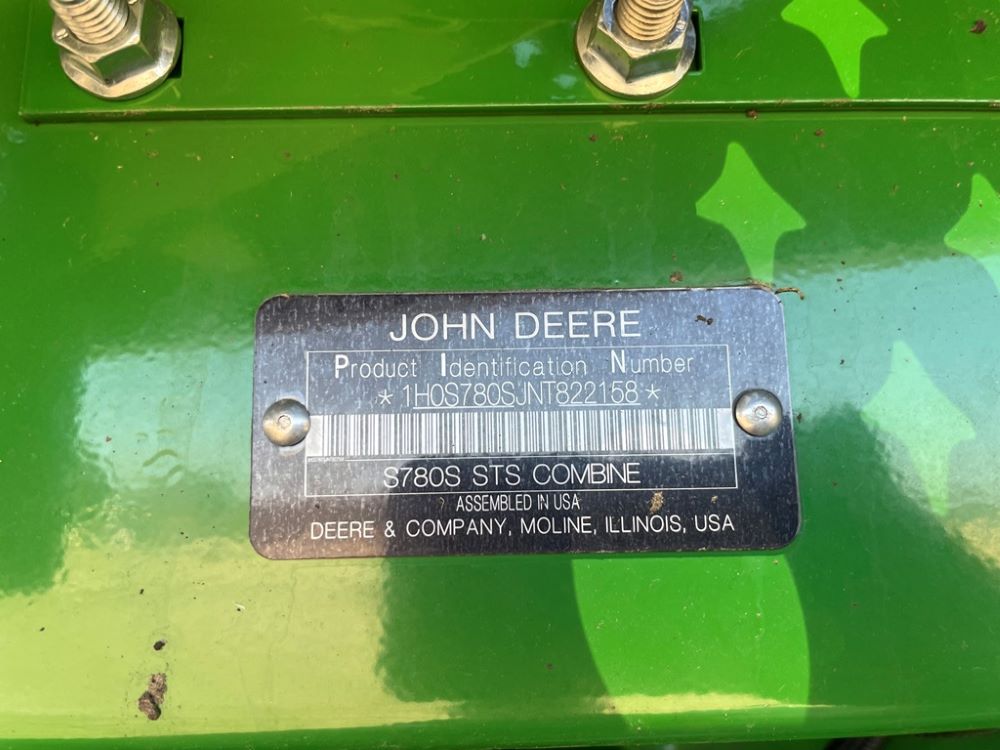 JOHN DEERE
Product Identification Number
* 1H0S780SJNT822158 *
S780S STS COMBINE
ASSEMBLED IN USA
DEERE & COMPANY, MOLINE, ILLINOIS, USA